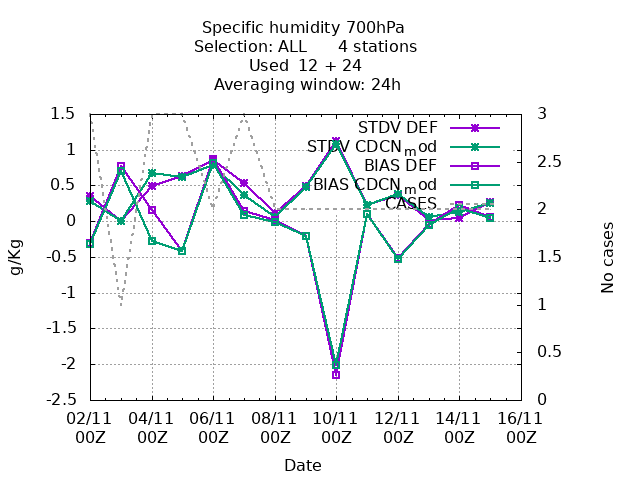 Specific humidity 700hPa
Selection: ALL 4 stations
Used 12 + 24
Averaging window: 24h
1.5
1
0.5
0
-0.5
-1
-1.5
-2
-2.5
g/Kg
STDV DEF
STDV CDCNmod
BIAS DEF
BIAS CDCNmod
CASES
3
2.5
2
1.5
1
0.5
0
No cases
02/11 04/11 06/11 08/11 10/11 12/11 14/11 16/11
00Z 00Z 00Z 00Z 00Z 00Z 00Z 00Z
Date